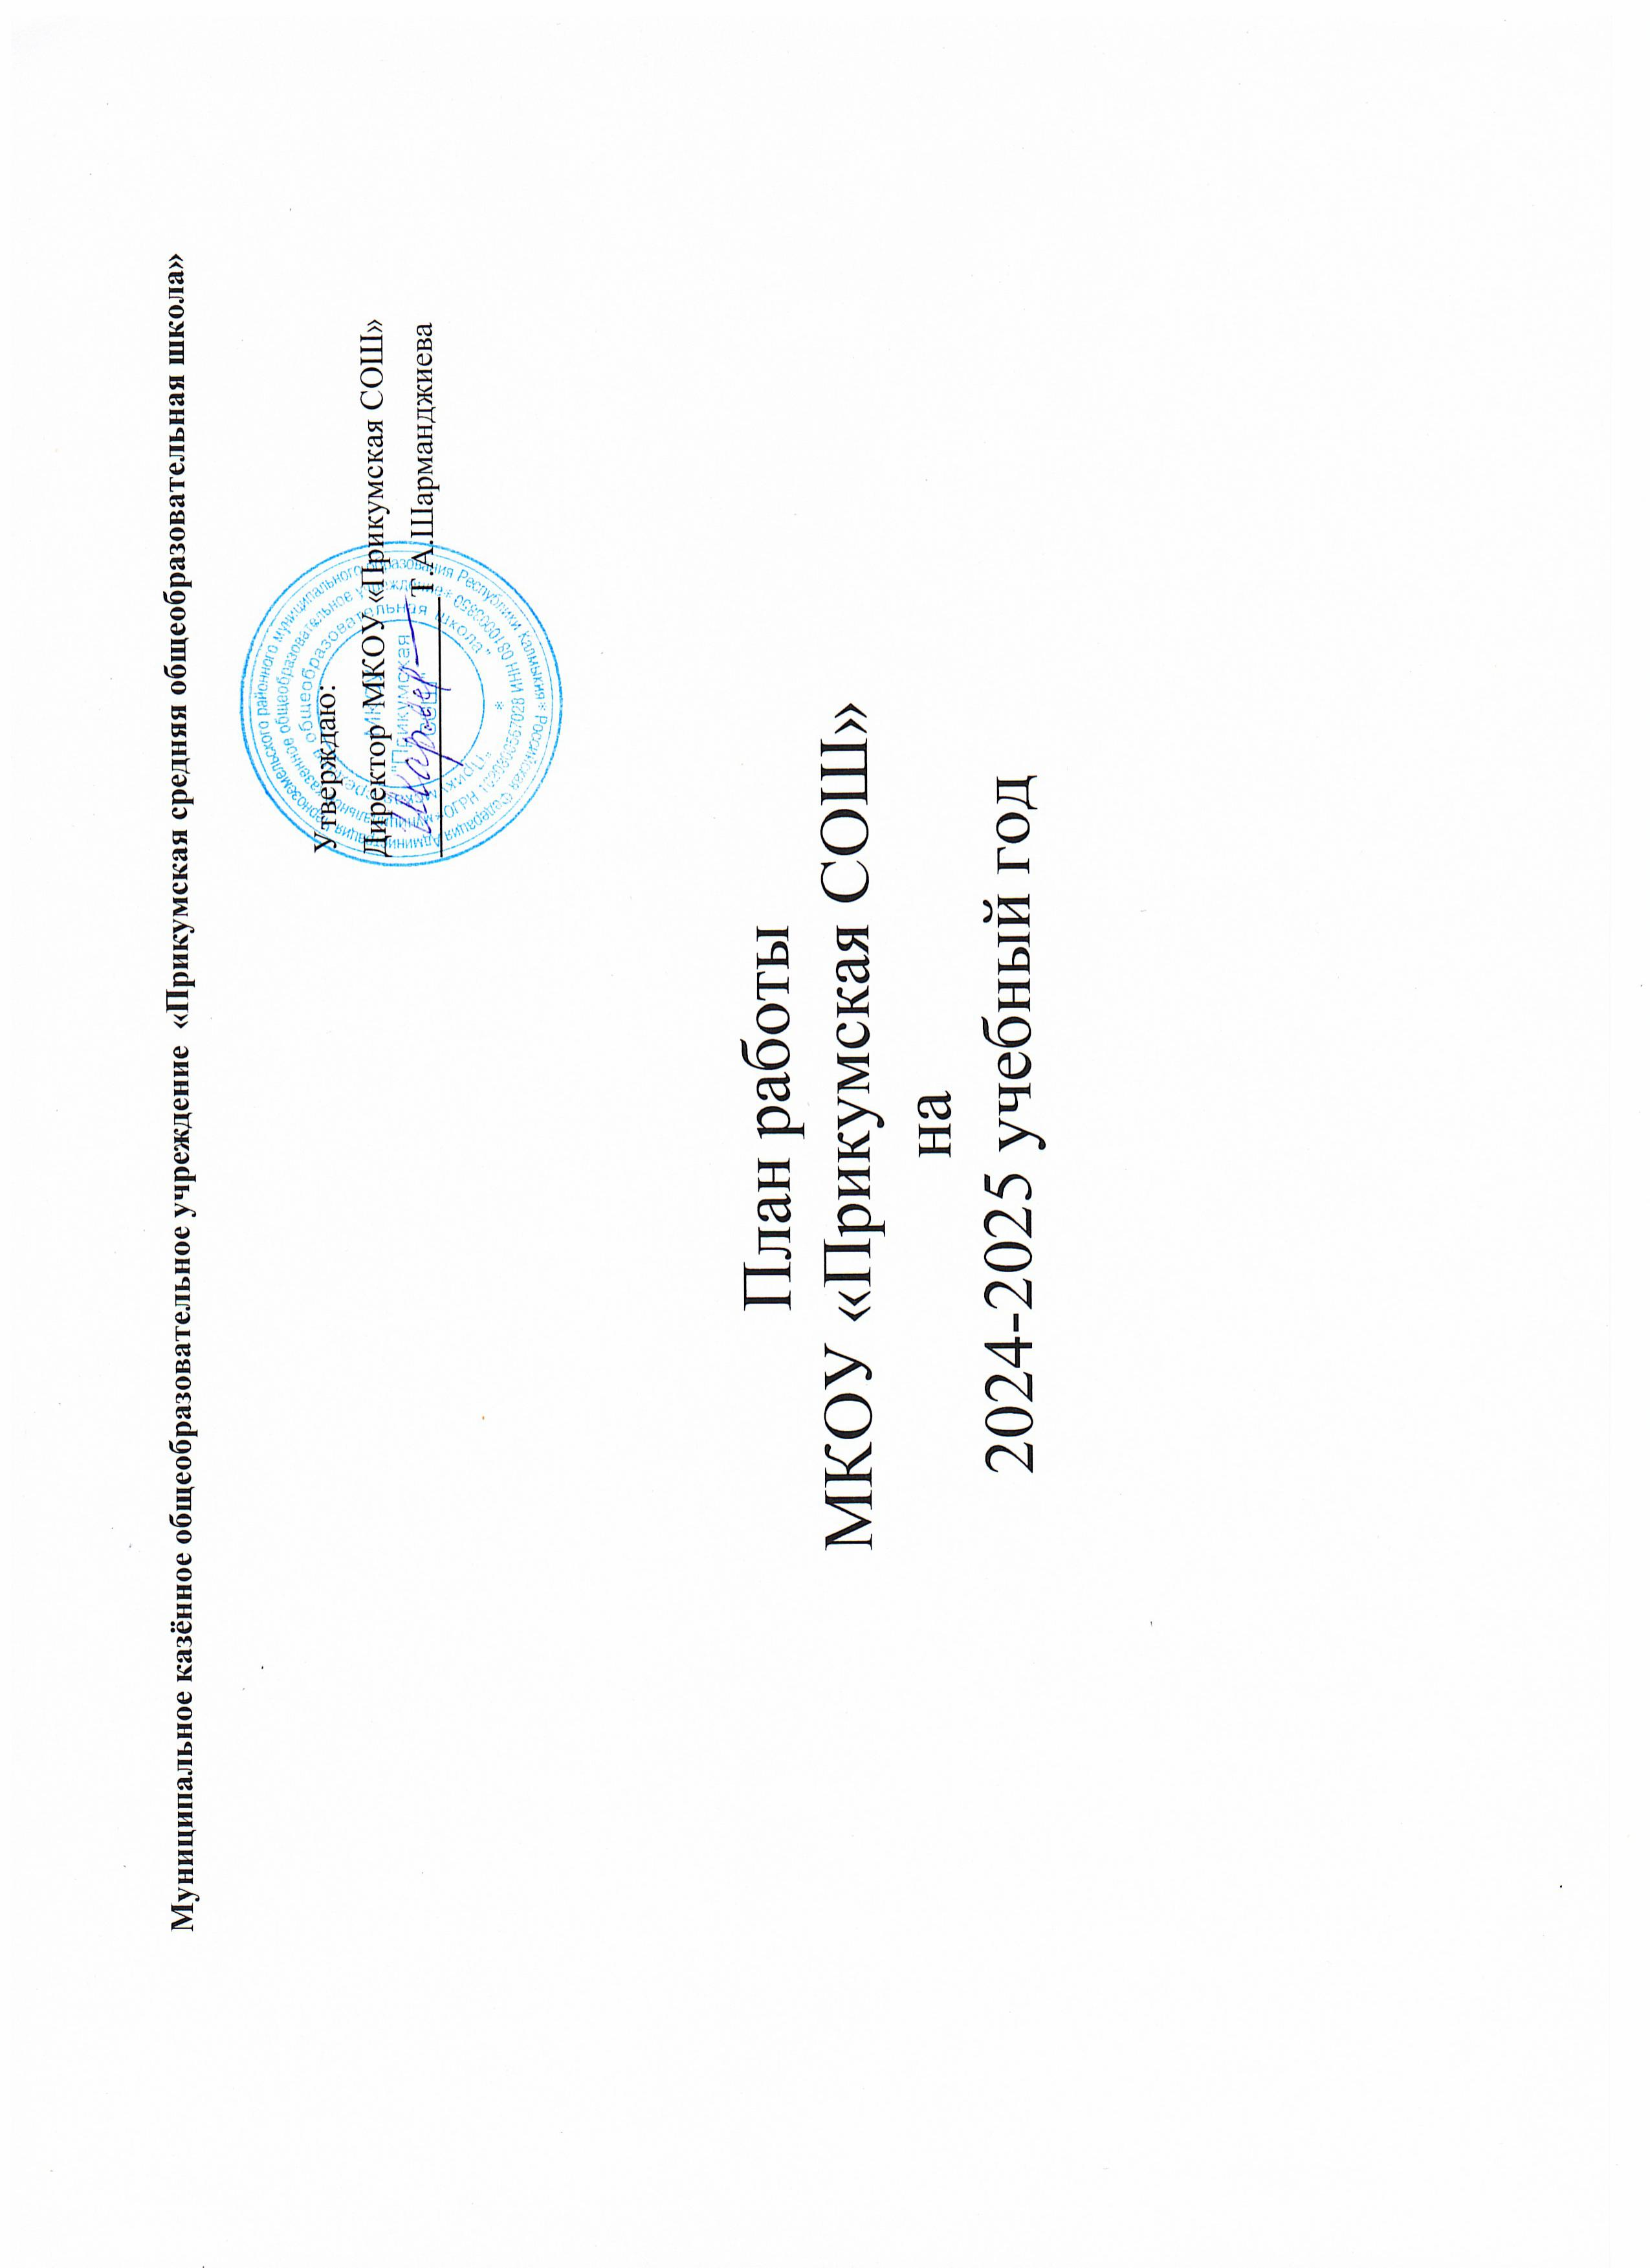 Муниципальное казённое общеобразовательное учреждение «Прикумская средняя общеобразовательная школа»
Утверждаю:
Директор МКОУ «Прикумская СОШ»
Т.А.Шарманджиева
План работы
МКОУ «Прикумская СОШ»
на
2024-2025 учебный год